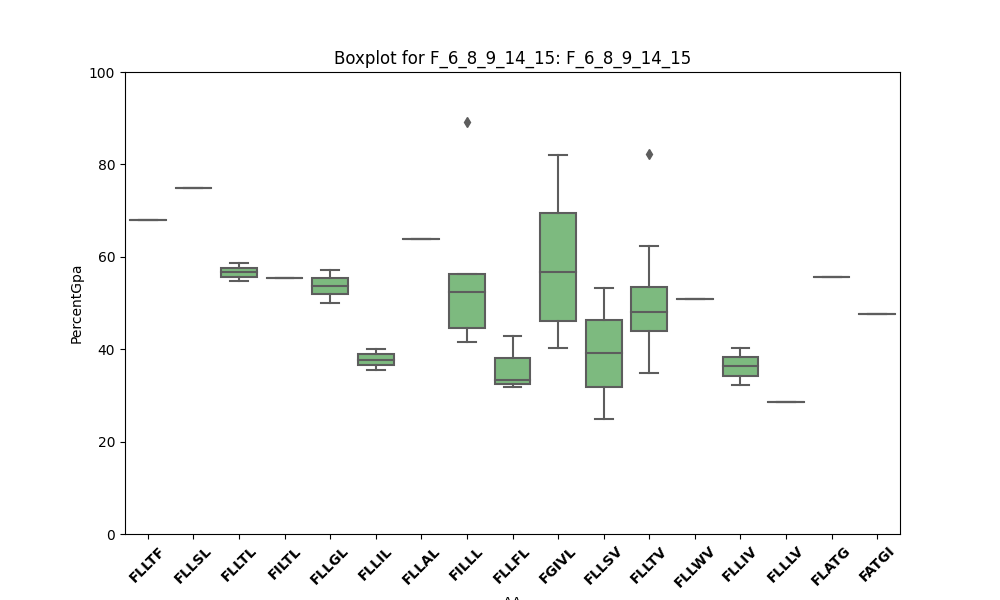 Boxplot for F_6_8_9_14_15: F_6_8_9_14_15
100
80
60
40
20
0
PercentGpa
FLLTF
FLLSL
FLLTL
FILTL
FLLGL
FLLIL
FLLAL
FILLL
FLLFL
FGIVL
FLLSV
FLLTV
FLLWV
FLLIV
FLLLV
FLATG
FATGI